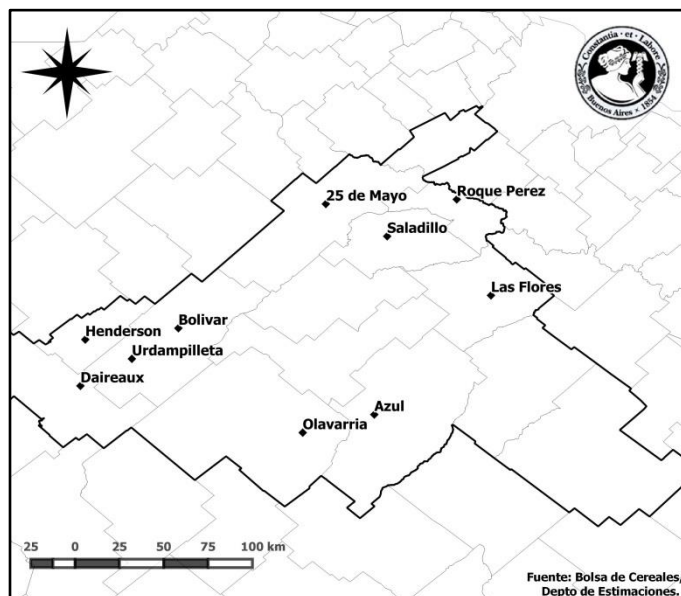 Constantia · et · Labore
Buenos Aires × 1854
25 de Mayo
Roque Perez
Saladillo
Las Flores
Bolivar
Henderson
Urdampilleta
Daireaux
Azul
Olavarria
25 0 25 50 75 100 km
Fuente: Bolsa de Cereales,
Depto de Estimaciones.